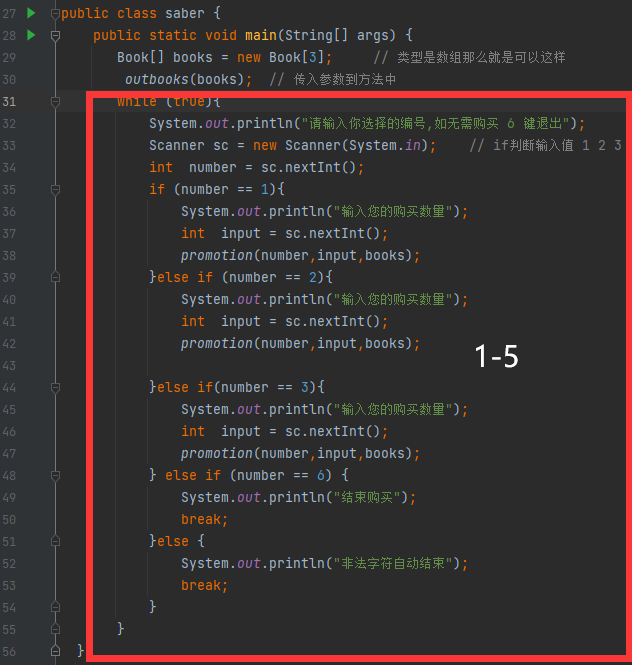 27 public class saber {
28 public static void main(String[] args) {
29 Book[] books = new Book[3]; // 类型是数组那么就是可以这样
30 outbooks(books); // 传入参数到方法中
31 while (true){
32 System.out.println("请输入你选择的编号,如无需购买 6 键退出");
33 Scanner sc = new Scanner(System.in); // if判断输入值 1 2 3
34 int number = sc.nextInt();
35 if (number == 1){
36 System.out.println("输入您的购买数量");
37 int input = sc.nextInt();
38 promotion(number,input,books);
39 }else if (number == 2){
40 System.out.println("输入您的购买数量");
41 int input = sc.nextInt();
42 promotion(number,input,books);
1-5
43
44 }else if(number == 3){
45 System.out.println("输入您的购买数量");
46 int input = sc.nextInt();
47 promotion(number,input,books);
48 } else if (number == 6) {
49 System.out.println("结束购买");
50 break;
51 }else {
52 System.out.println("非法字符自动结束");
53 break;
54 }
55 }
56 }